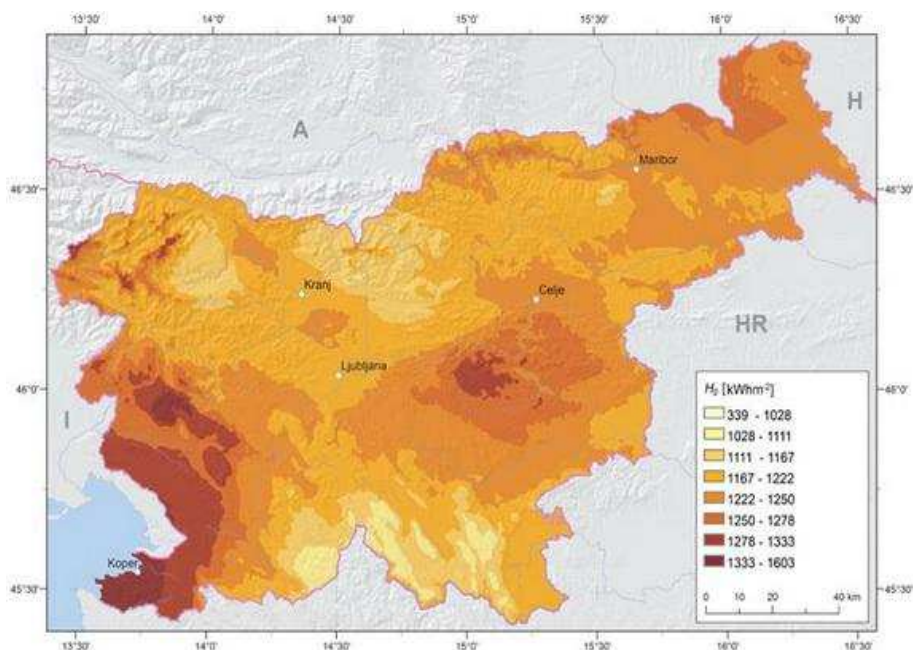 13°30' 14°0' 14°30' 15°0' 15°30' 16°0' 16°30'
A
H
Maribor
46°30' 46°30'
Kranj
Celje
HR
Ljubljana
46°0' 46°0'
I
H₀ [kWhm⁻²]
339 - 1028
1028 - 1111
1111 - 1167
1167 - 1222
1222 - 1250
1250 - 1278
1278 - 1333
1333 - 1603
Koper
45°30' 45°30'
0 10 20 40 km
13°30' 14°0' 14°30' 15°0' 15°30' 16°0' 16°30'